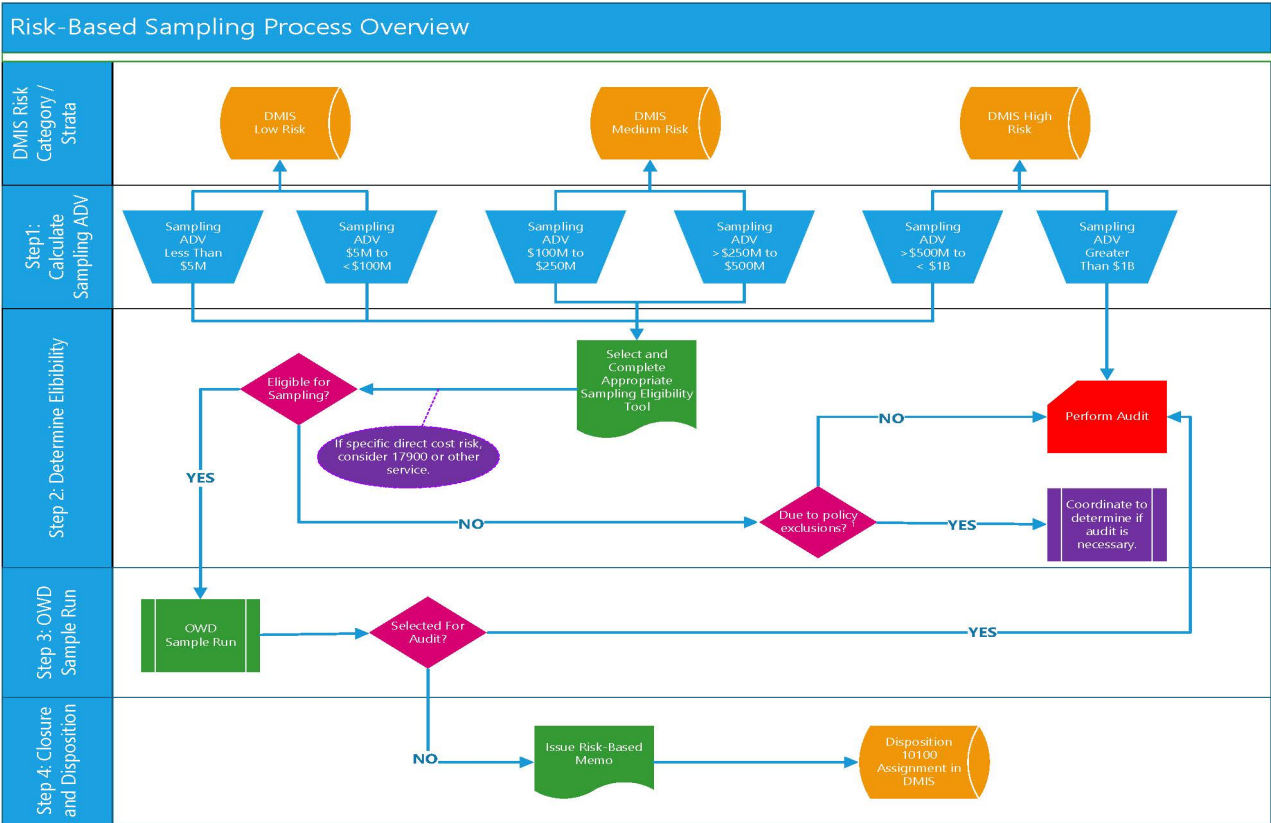 Risk-Based Sampling Process Overview
DMIS Risk
Category /
Strata
DMIS
Low Risk
DMIS
Medium Risk
DMIS High
Risk
Step1:
Calculate
Sampling ADV
Sampling
ADV
Less Than
$5M
Sampling
ADV
$5M to
<$100M
Sampling
ADV
$100M to
$250M
Sampling
ADV
>$250M to
$500M
Sampling
ADV
>$500M to
< $1B
Sampling
ADV
Greater
Than $1B
Step 2: Determine Elibibility
Eligible for
Sampling?
Select and
Complete
Appropriate
Sampling Eligibility
Tool
If specific direct cost risk,
consider 17900 or other
service.
Perform Audit
NO
YES
NO
Due to policy
exclusions?
YES
Coordinate to
determine if
audit is
necessary.
Step 3: OWD
Sample Run
OWD
Sample Run
Selected For
Audit?
YES
Step 4: Closure
and Disposition
NO
Issue Risk-Based
Memo
Disposition
10100
Assignment in
DMIS